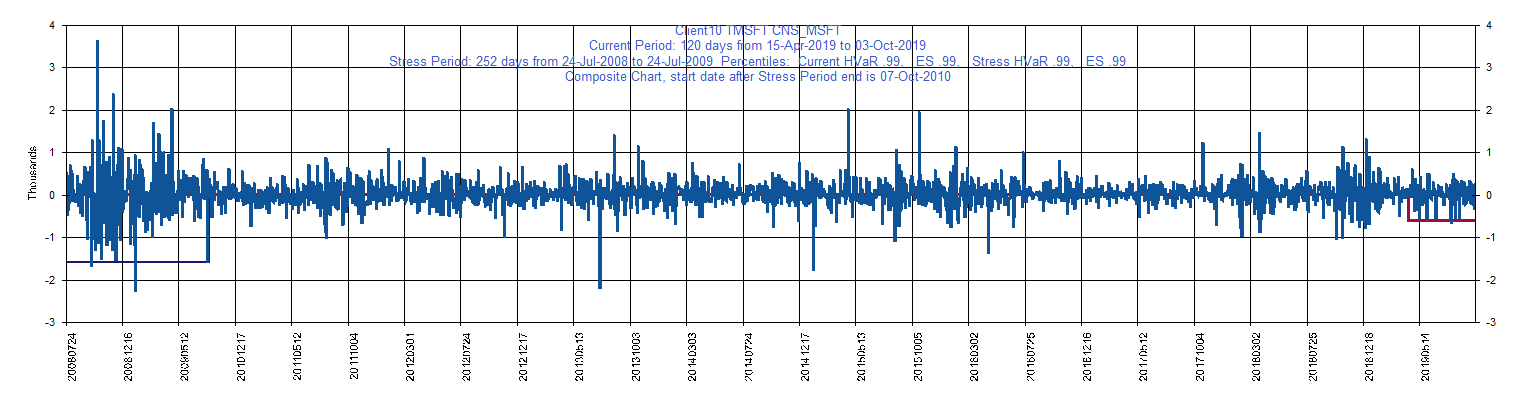 Client10 TMSFT CNS_MSFT
Current Period: 120 days from 15-Apr-2019 to 03-Oct-2019
Stress Period: 252 days from 24-Jul-2008 to 24-Jul-2009 Percentiles: Current HVaR .99, ES .99, Stress HVaR .99, ES .99
Composite Chart, start date after Stress Period end is 07-Oct-2010
4 4
3 3
2 2
1 1
Thousands
0 0
-1 -1
-2 -2
-3 -3
20080724 20081216 20090512 20101217 20110512 20111004 20120301 20120724 20121217 20130513 20131003 20140303 20140724 20141217 20150513 20151005 20160302 20160725 20161216 20170512 20171004 20180302 20180725 20181218 20190514